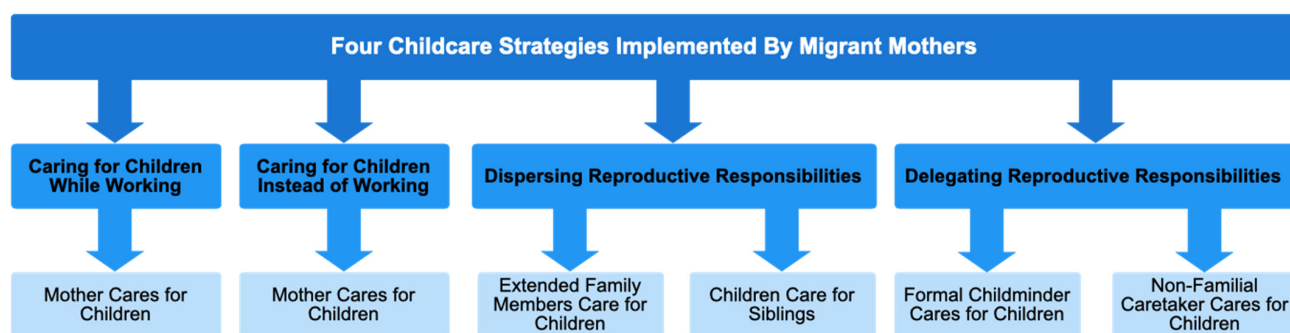 Four Childcare Strategies Implemented By Migrant Mothers
Caring for Children
While Working
Caring for Children
Instead of Working
Dispersing Reproductive Responsibilities
Delegating Reproductive Responsibilities
Mother Cares for
Children
Mother Cares for
Children
Extended Family
Members Care for
Children
Children Care for
Siblings
Formal Childminder
Cares for Children
Non-Familial
Caretaker Cares for
Children